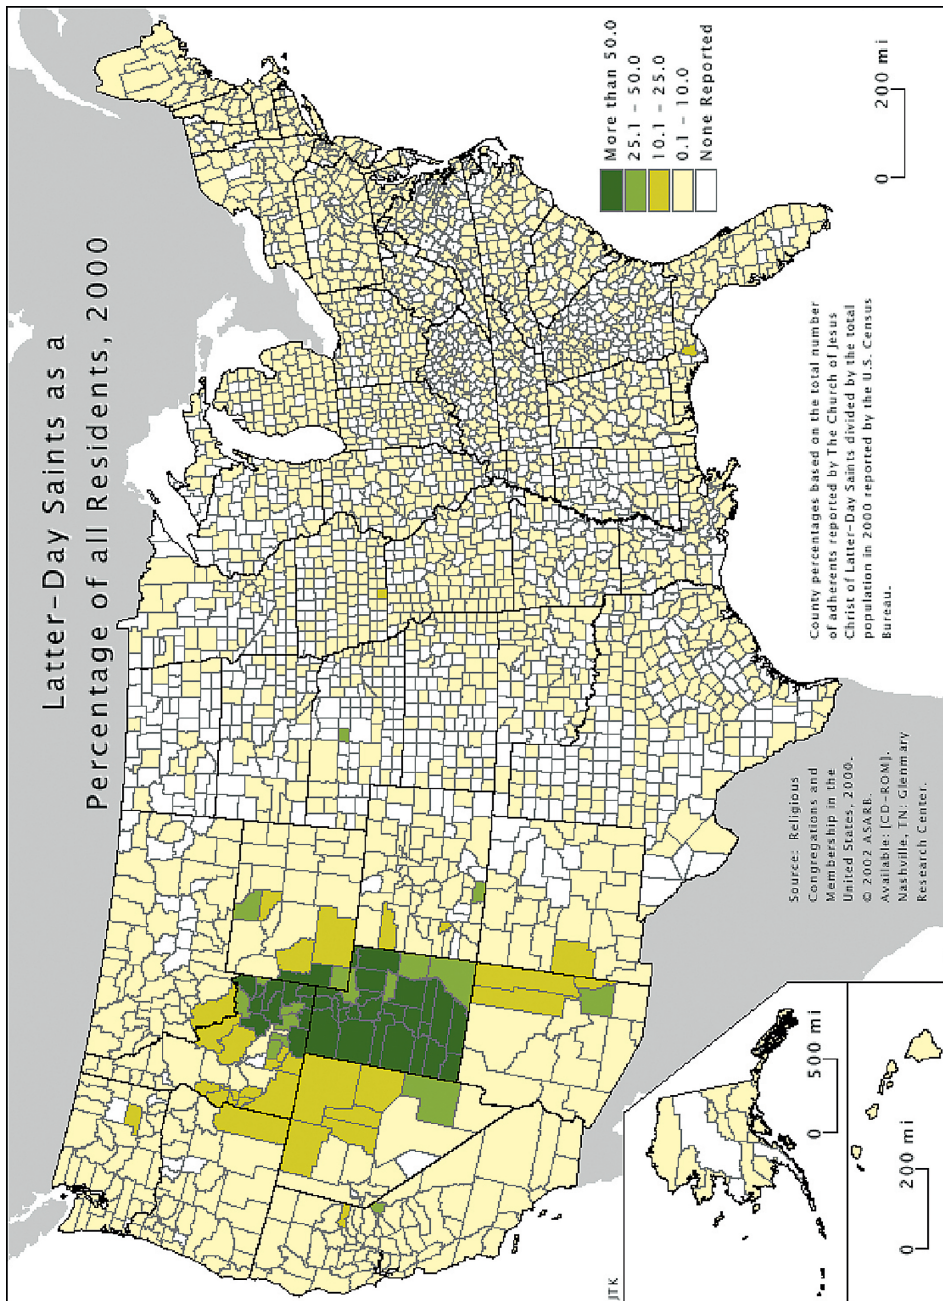 Latter-Day Saints as a
Percentage of all Residents, 2000
More than 50.0
25.1 - 50.0
10.1 - 25.0
0.1 - 10.0
None Reported
0
200 mi
County percentages based on the total number
of adherents reported by The Church of Jesus
Christ of Latter-Day Saints divided by the total
population in 2000 reported by the U.S. Census
Bureau.
Source: Religious
Congregations and
Membership in the
United States, 2000.
© 2002 ASARB.
Available: [CD-ROM].
Nashville, TN: Glenmary
Research Center.
0
500 mi
0
200 mi
JTK